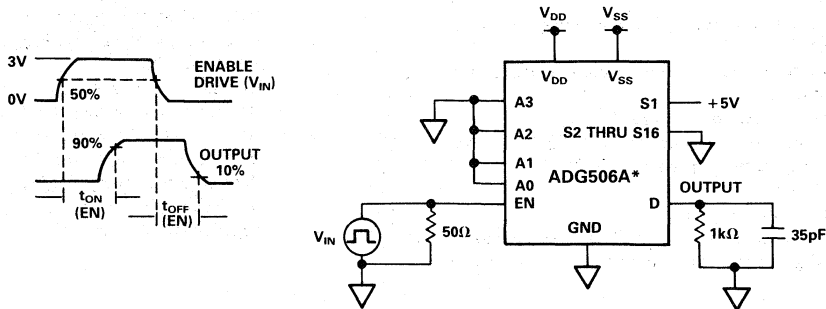 3V
0V
50%
ENABLE
DRIVE (VIN)
90%
OUTPUT
10%
tON
(EN)
tOFF
(EN)
VDD
VSS
VDD
VSS
A3
A2
A1
A0
EN
S1
+5V
S2 THRU S16
ADG506A*
D
OUTPUT
GND
VIN
50Ω
1kΩ
35pF